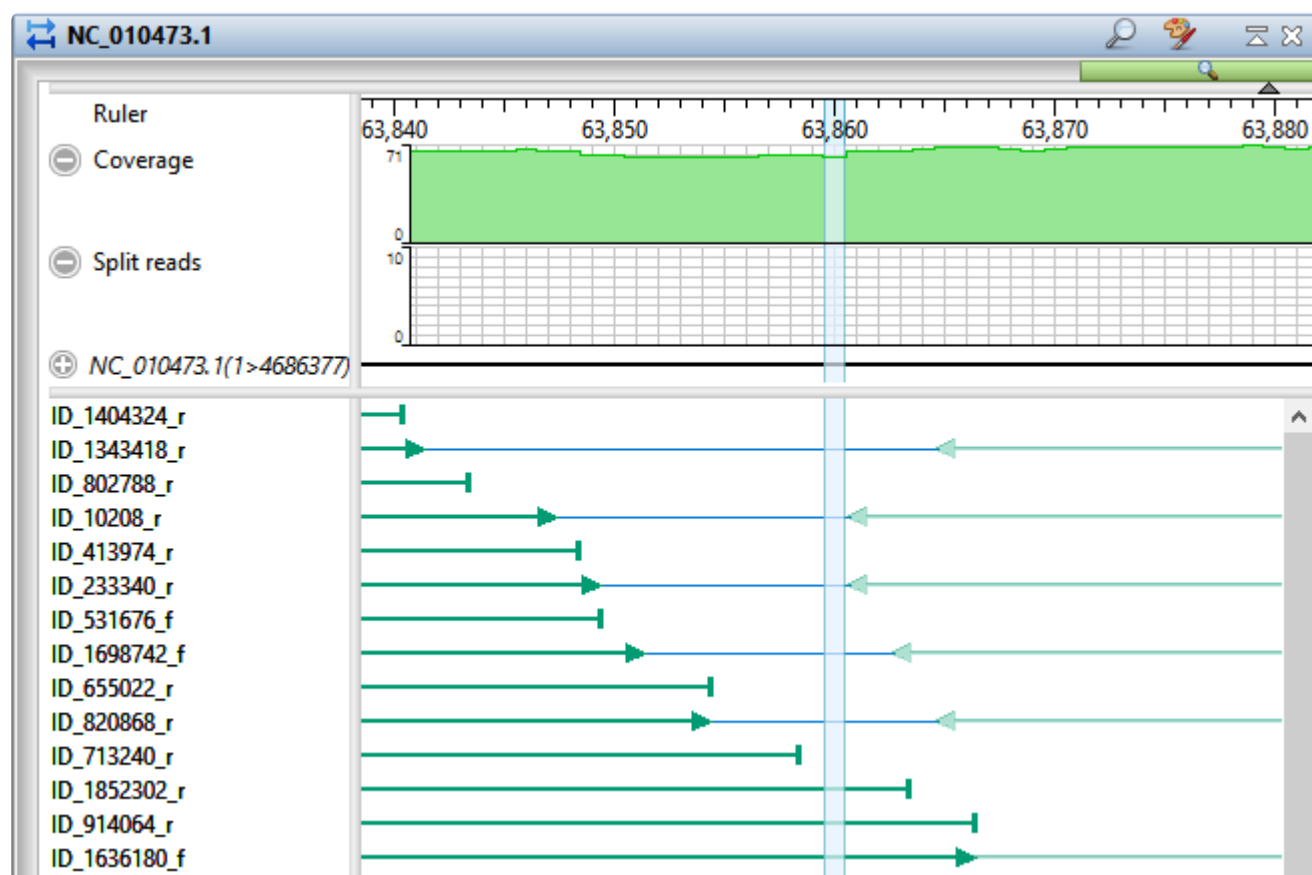 NC_010473.1
Ruler
63,840 63,850 63,860 63,870 63,880
Coverage
71
0
Split reads
10
0
NC_010473.1(1>4686377)
ID_1404324_r
ID_1343418_r
ID_802788_r
ID_10208_r
ID_413974_r
ID_233340_r
ID_531676_f
ID_1698742_f
ID_655022_r
ID_820868_r
ID_713240_r
ID_1852302_r
ID_914064_r
ID_1636180_f